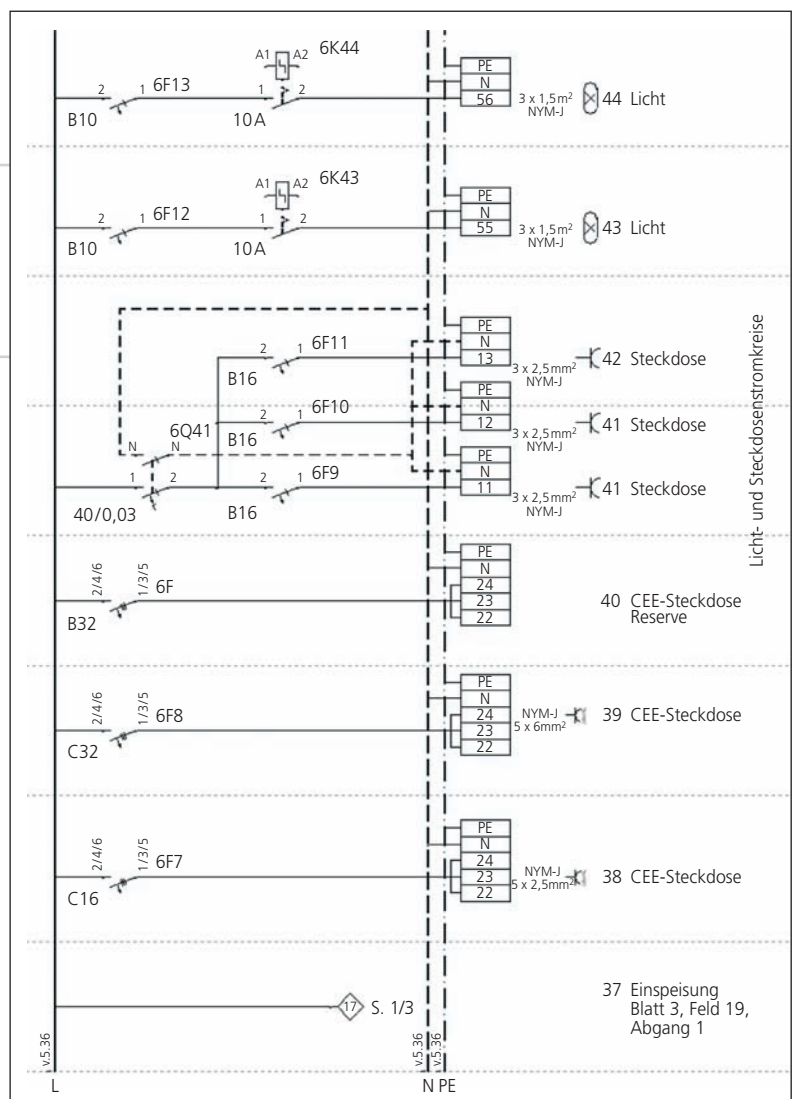 A1 A2 6K44
2 1 6F13 1 2
B10 10A
PE
N
56
3 x 1,5m²
NYM-J
44 Licht
A1 A2 6K43
2 1 6F12 1 2
B10 10A
PE
N
55
3 x 1,5m²
NYM-J
43 Licht
2 1 6F11
B16
PE
N
13
3 x 2,5mm²
NYM-J
42 Steckdose
2 1 6F10
B16
PE
N
12
3 x 2,5mm²
NYM-J
41 Steckdose
6Q41
N N
1 2
40/0,03
2 1 6F9
B16
PE
N
11
3 x 2,5mm²
NYM-J
41 Steckdose
Licht- und Steckdosenstromkreise
2/4/6 1/3/5 6F
B32
PE
N
24
23
22
40 CEE-Steckdose
Reserve
2/4/6 1/3/5 6F8
C32
PE
N
24
23
22
NYM-J
5 x 6mm²
39 CEE-Steckdose
2/4/6 1/3/5 6F7
C16
PE
N
24
23
22
NYM-J
5 x 2,5mm²
38 CEE-Steckdose
17 S. 1/3
37 Einspeisung
Blatt 3, Feld 19,
Abgang 1
v.5.36 v.5.36 v.5.36
L N PE